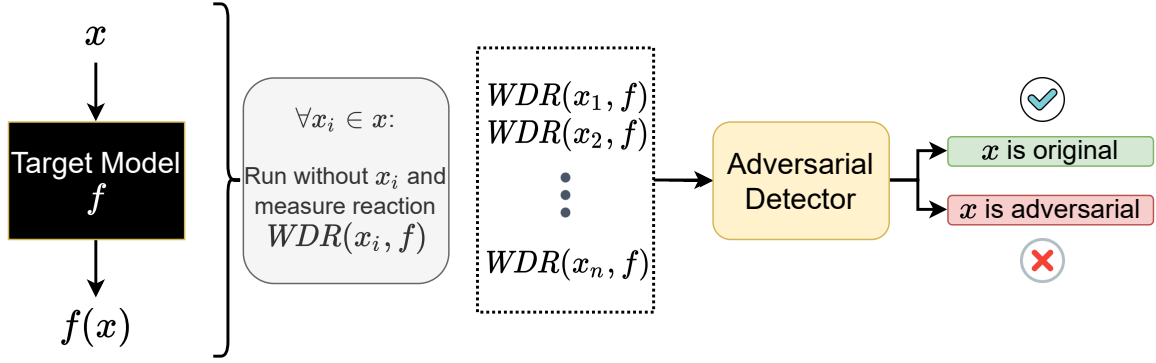 x
Target Model
f
f(x)
∀x_i ∈ x:
Run without x_i and
measure reaction
WDR(x_i, f)
WDR(x_1, f)
WDR(x_2, f)
WDR(x_n, f)
Adversarial
Detector
x is original
x is adversarial